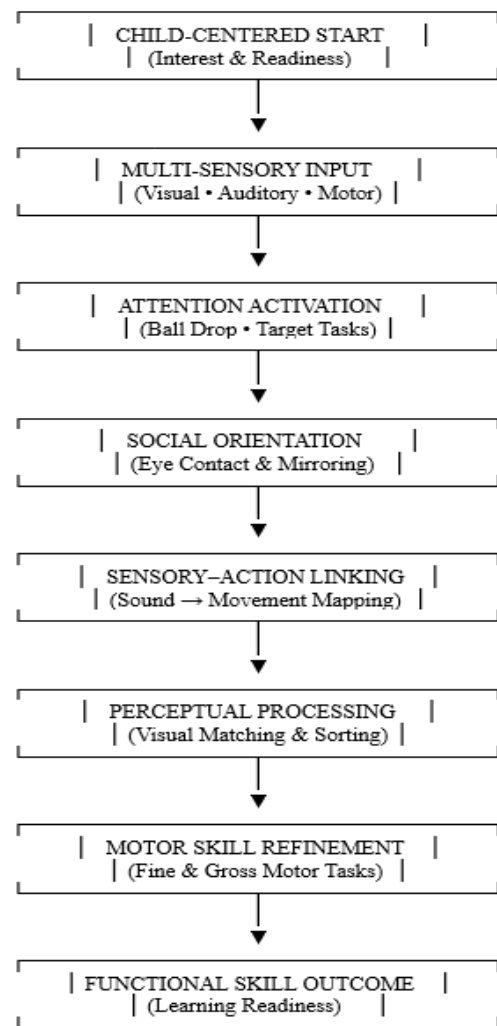 | CHILD-CENTERED START |
| (Interest & Readiness) |
| MULTI-SENSORY INPUT |
| (Visual • Auditory • Motor) |
| ATTENTION ACTIVATION |
| (Ball Drop • Target Tasks) |
| SOCIAL ORIENTATION |
| (Eye Contact & Mirroring) |
| SENSORY–ACTION LINKING |
| (Sound → Movement Mapping) |
| PERCEPTUAL PROCESSING |
| (Visual Matching & Sorting) |
| MOTOR SKILL REFINEMENT |
| (Fine & Gross Motor Tasks) |
| FUNCTIONAL SKILL OUTCOME |
| (Learning Readiness) |